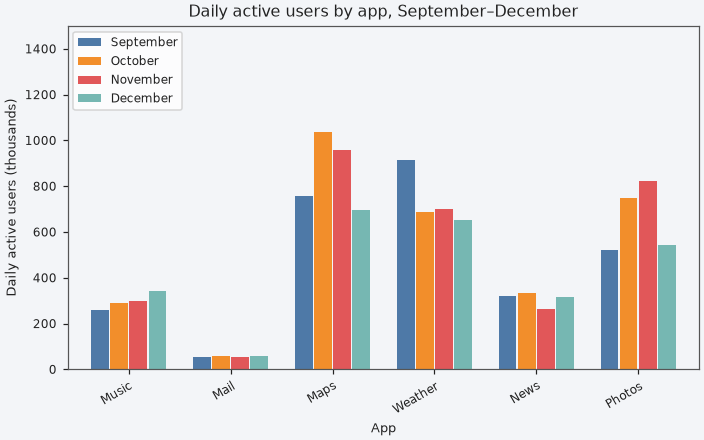 Daily active users by app, September–December
September
October
November
December
Daily active users (thousands)
1400
1200
1000
800
600
400
200
0
Music
Mail
Maps
Weather
News
Photos
App